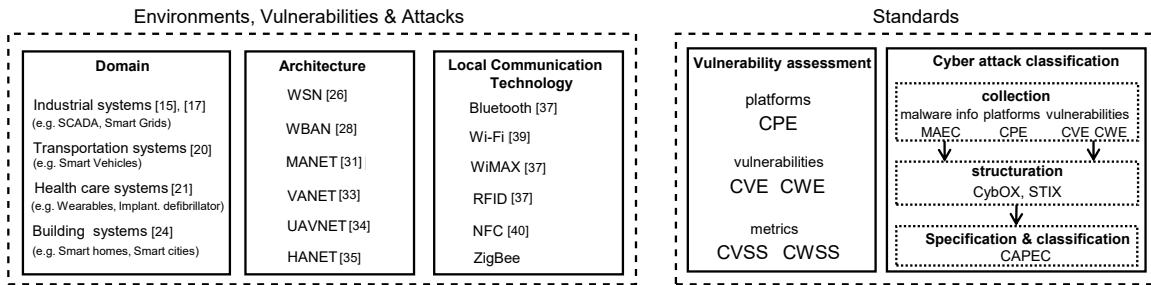 Environments, Vulnerabilities & Attacks
Domain
Industrial systems [15], [17]
(e.g. SCADA, Smart Grids)
Transportation systems [20]
(e.g. Smart Vehicles)
Health care systems [21]
(e.g. Wearables, Implant. defibrillator)
Building systems [24]
(e.g. Smart homes, Smart cities)
Architecture
WSN [26]
WBAN [28]
MANET [31]
VANET [33]
UAVNET [34]
HANET [35]
Local Communication
Technology
Bluetooth [37]
Wi-Fi [39]
WiMAX [37]
RFID [37]
NFC [40]
ZigBee
Standards
Vulnerability assessment
platforms
CPE
vulnerabilities
CVE CWE
metrics
CVSS CWSS
Cyber attack classification
collection
malware info platforms vulnerabilities
MAEC CPE CVE CWE
structuration
CybOX, STIX
Specification & classification
CAPEC